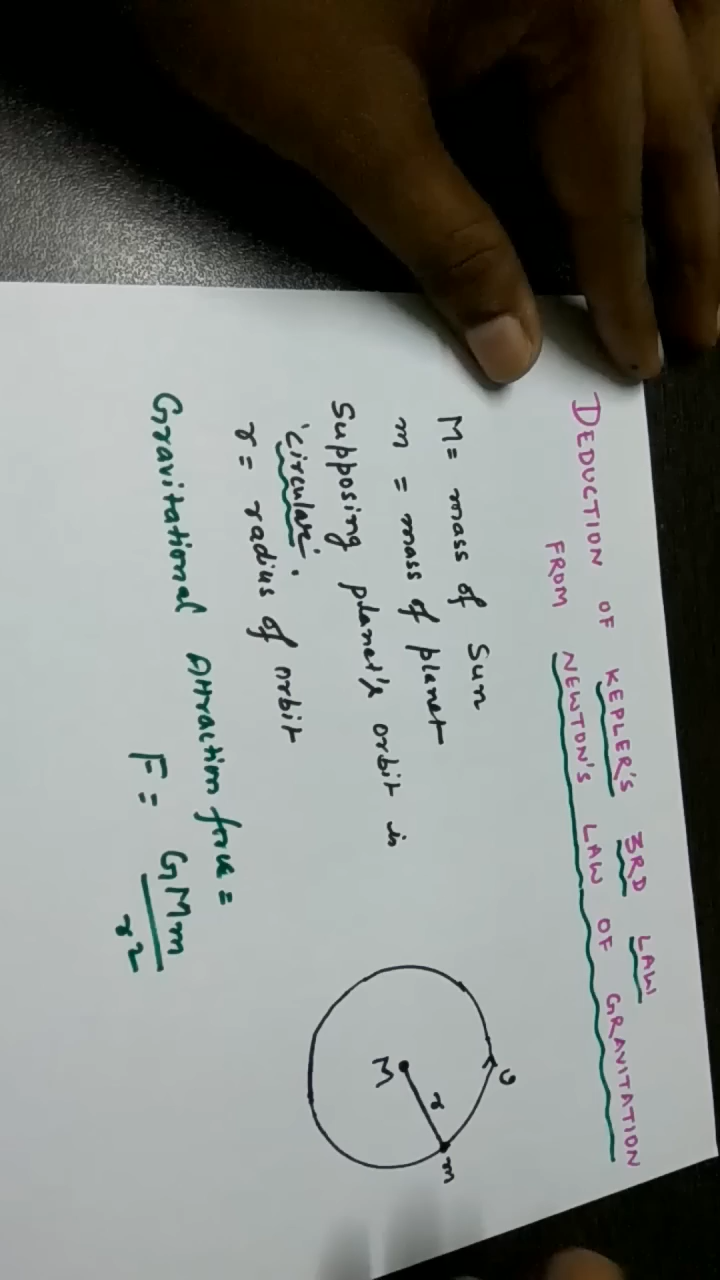 DEDUCTION OF KEPLER'S 3RD LAW
FROM NEWTON'S LAW OF GRAVITATION
M = mass of Sun
m = mass of planet
Supposing planet's orbit is
'circular'.
r = radius of orbit
Gravitational Attraction force =
F = GMm
r²
v
M
r
m